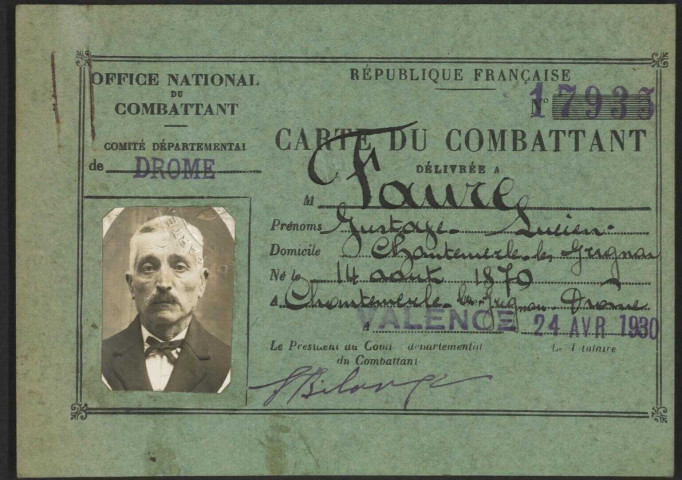 OFFICE NATIONAL
DU
COMBATTANT
COMITÉ DÉPARTEMENTAL
de DROME
RÉPUBLIQUE FRANÇAISE
N° 17935
CARTE DU COMBATTANT
DÉLIVRÉE A
M Faure
Prénoms Gustave Lucien
Domicile Chantemerle-les-Grignan
Né le 14 août 1870
à Chantemerle-les-Grignan Drome
A VALENCE 24 AVR 1930
Le Président du Comité départemental Le Titulaire
du Combattant